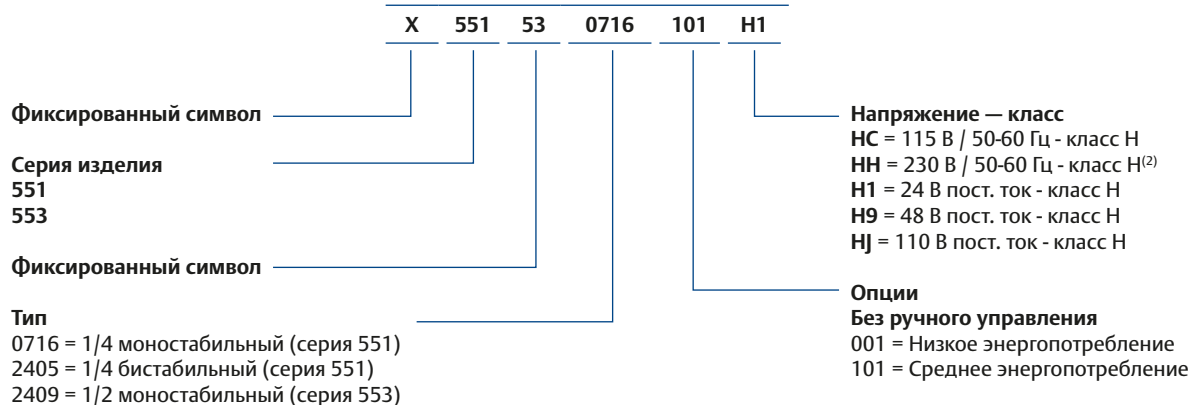 X 551 53 0716 101 H1
Фиксированный символ
Серия изделия
551
553
Фиксированный символ
Тип
0716 = 1/4 моностабильный (серия 551)
2405 = 1/4 бистабильный (серия 551)
2409 = 1/2 моностабильный (серия 553)
Напряжение — класс
HC = 115 В / 50-60 Гц - класс H
HH = 230 В / 50-60 Гц - класс H(2)
H1 = 24 В пост. ток - класс H
H9 = 48 В пост. ток - класс H
HJ = 110 В пост. ток - класс H
Опции
Без ручного управления
001 = Низкое энергопотребление
101 = Среднее энергопотребление